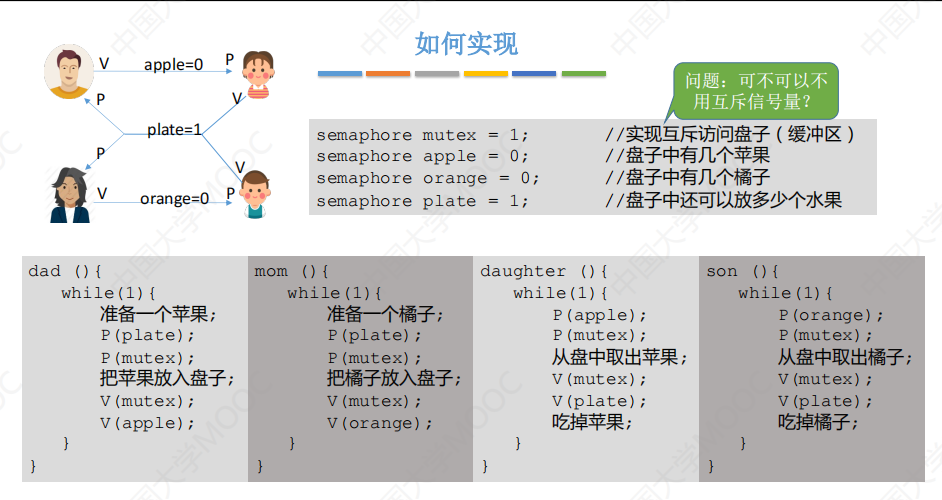 如何实现
问题：可不可以不
用互斥信号量？
V apple=0 P
P V
plate=1
P V
V orange=0 P
semaphore mutex = 1; //实现互斥访问盘子（缓冲区）
semaphore apple = 0; //盘子中有几个苹果
semaphore orange = 0; //盘子中有几个橘子
semaphore plate = 1; //盘子中还可以放多少个水果
dad (){
while(1){
准备一个苹果;
P(plate);
P(mutex);
把苹果放入盘子;
V(mutex);
V(apple);
}
}
mom (){
while(1){
准备一个橘子;
P(plate);
P(mutex);
把橘子放入盘子;
V(mutex);
V(orange);
}
}
daughter (){
while(1){
P(apple);
P(mutex);
从盘中取出苹果;
V(mutex);
V(plate);
吃掉苹果;
}
}
son (){
while(1){
P(orange);
P(mutex);
从盘中取出橘子;
V(mutex);
V(plate);
吃掉橘子;
}
}
中国大学MOOC